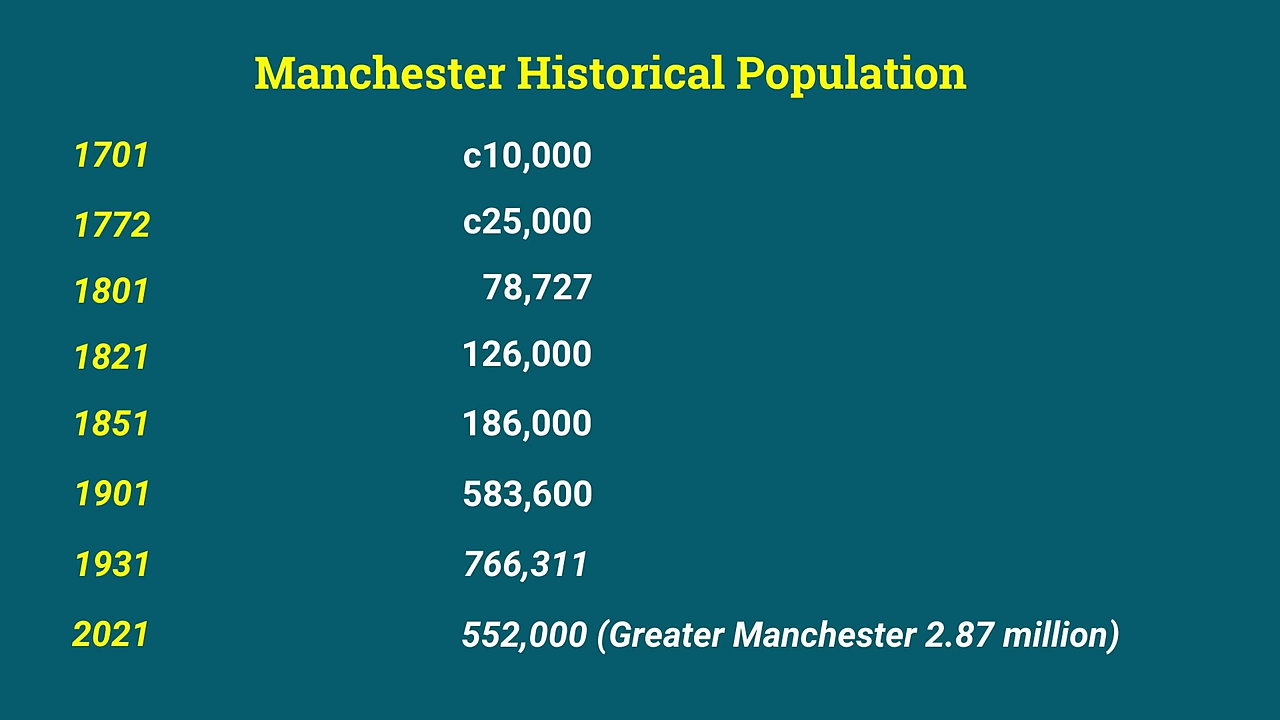 Manchester Historical Population
1701 c10,000
1772 c25,000
1801 78,727
1821 126,000
1851 186,000
1901 583,600
1931 766,311
2021 552,000 (Greater Manchester 2.87 million)